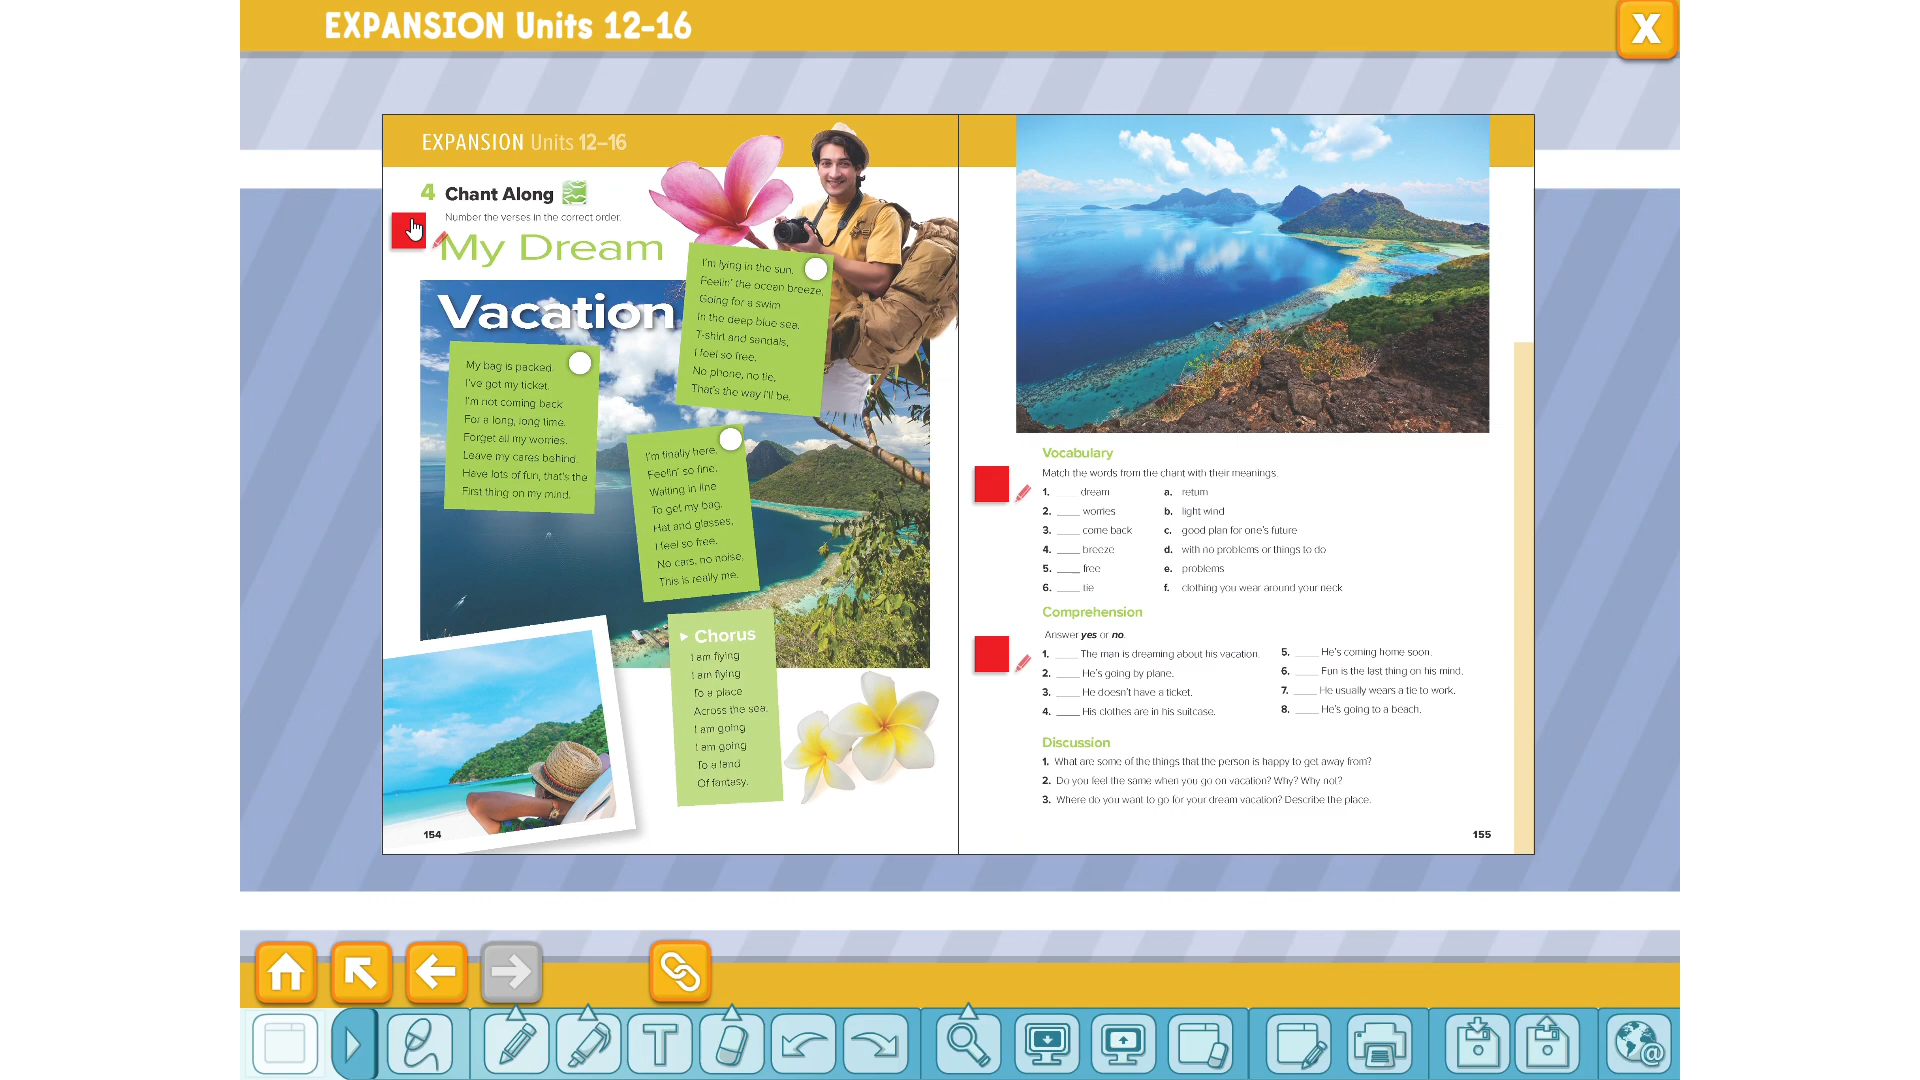 EXPANSION Units 12-16
X
EXPANSION Units 12–16
4 Chant Along
Number the verses in the correct order.
My Dream
Vacation
I'm lying in the sun.
Feelin' the ocean breeze,
Going for a swim
In the deep blue sea.
T-shirt and sandals,
I feel so free.
No phone, no tie,
That's the way I'll be.
My bag is packed.
I've got my ticket.
I'm not coming back
For a long, long time.
Forget all my worries.
Leave my cares behind.
Have lots of fun, that's the
First thing on my mind.
I'm finally here.
Feelin' so fine.
Waiting in line
To get my bag.
Hat and glasses,
I feel so free.
No cars, no noise,
This is really me.
Chorus
I am flying
I am flying
To a place
Across the sea.
I am going
I am going
To a land
Of fantasy.
154
Vocabulary
Match the words from the chant with their meanings.
1. ____ dream a. return
2. ____ worries b. light wind
3. ____ come back c. good plan for one's future
4. ____ breeze d. with no problems or things to do
5. ____ free e. problems
6. ____ tie f. clothing you wear around your neck
Comprehension
Answer yes or no.
1. ____ The man is dreaming about his vacation.
2. ____ He's going by plane.
3. ____ He doesn't have a ticket.
4. ____ His clothes are in his suitcase.
5. ____ He's coming home soon.
6. ____ Fun is the last thing on his mind.
7. ____ He usually wears a tie to work.
8. ____ He's going to a beach.
Discussion
1. What are some of the things that the person is happy to get away from?
2. Do you feel the same when you go on vacation? Why? Why not?
3. Where do you want to go for your dream vacation? Describe the place.
155
T
@